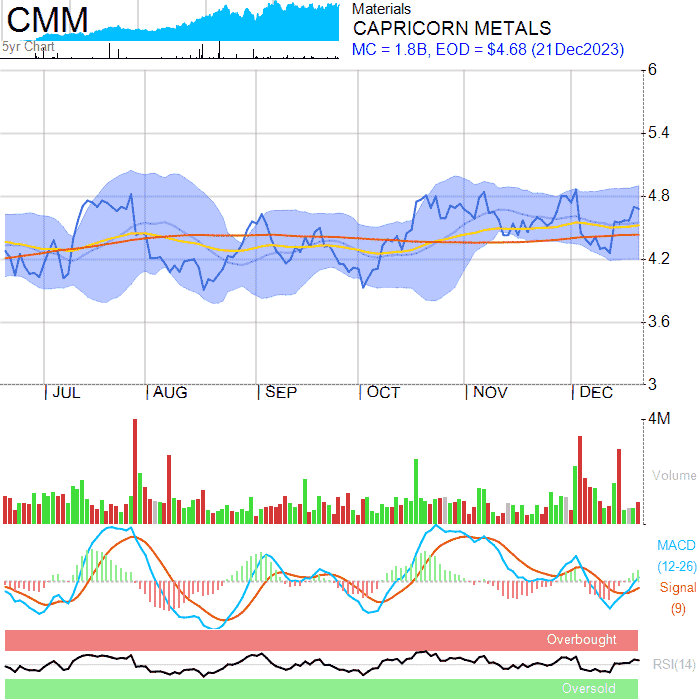 CMM
5yr Chart
Materials
CAPRICORN METALS
MC = 1.8B, EOD = $4.68 (21Dec2023)
6
5.4
4.8
4.2
3.6
3
JUL AUG SEP OCT NOV DEC
4M
Volume
MACD
(12-26)
Signal
(9)
Overbought
RSI(14)
Oversold